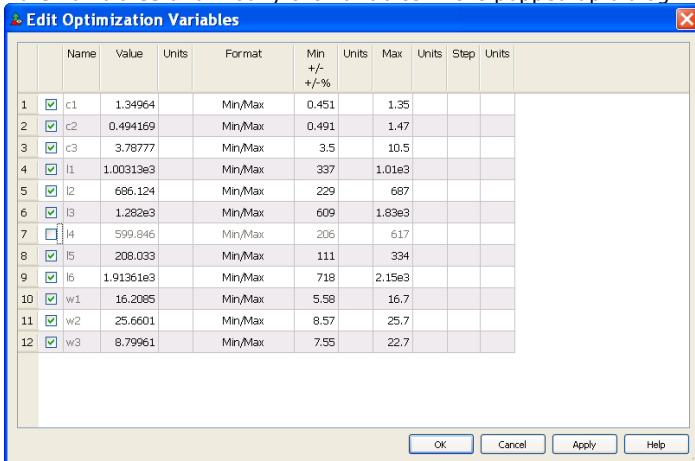 Edit Optimization Variables
Name Value Units Format Min Units Max Units Step Units
+/-
+/-%
1 c1 1.34964 Min/Max 0.451 1.35
2 c2 0.494169 Min/Max 0.491 1.47
3 c3 3.78777 Min/Max 3.5 10.5
4 l1 1.00313e3 Min/Max 337 1.01e3
5 l2 686.124 Min/Max 229 687
6 l3 1.282e3 Min/Max 609 1.83e3
7 l4 599.846 Min/Max 206 617
8 l5 208.033 Min/Max 111 334
9 l6 1.91361e3 Min/Max 718 2.15e3
10 w1 16.2085 Min/Max 5.58 16.7
11 w2 25.6601 Min/Max 8.57 25.7
12 w3 8.79961 Min/Max 7.55 22.7
OK Cancel Apply Help